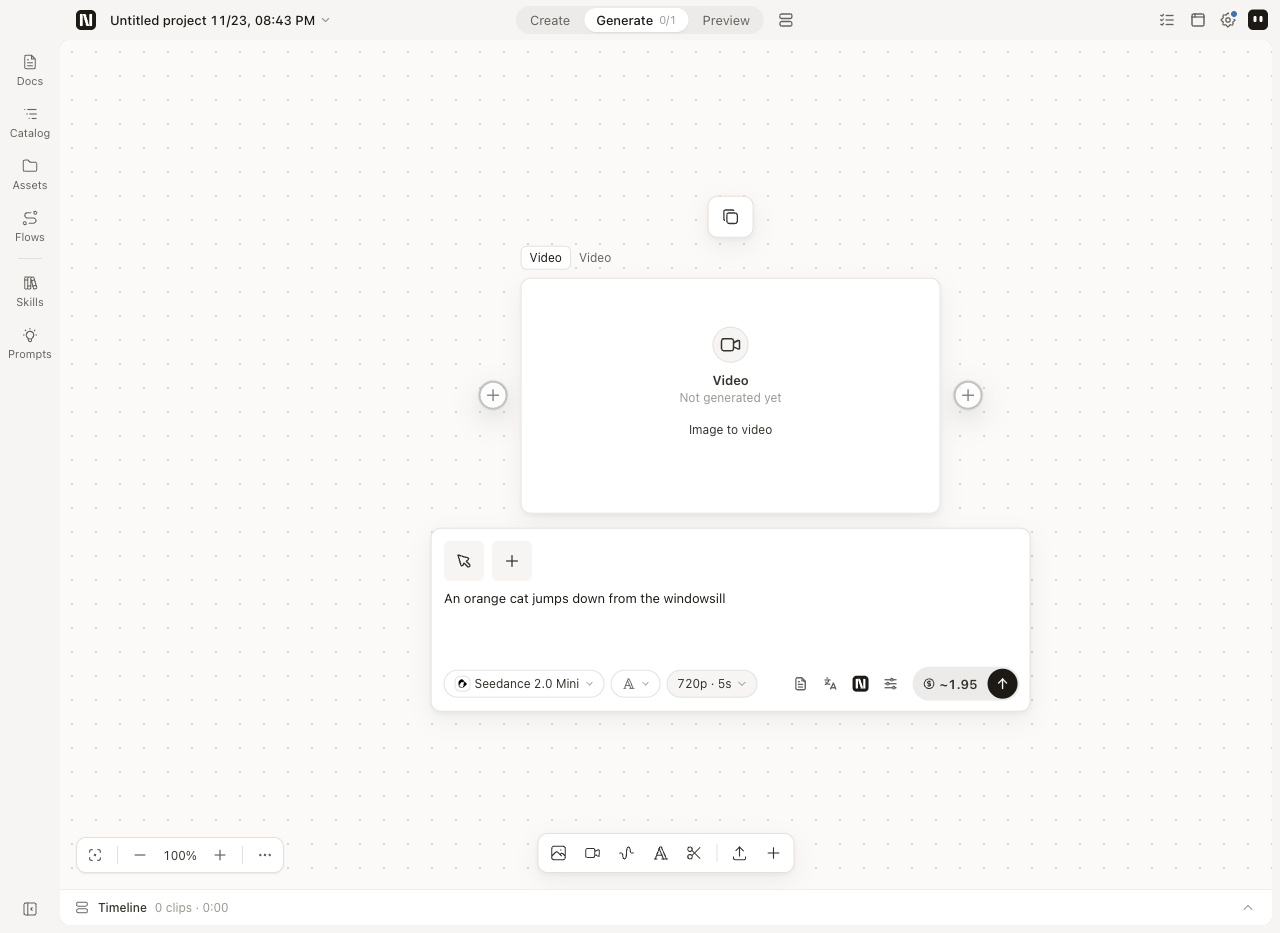 Untitled project 11/23, 08:43 PM
Create
Generate 0/1
Preview
Docs
Catalog
Assets
Flows
Skills
Prompts
Video Video
Video
Not generated yet
Image to video
An orange cat jumps down from the windowsill
Seedance 2.0 Mini
720p · 5s
~1.95
100%
Timeline 0 clips · 0:00